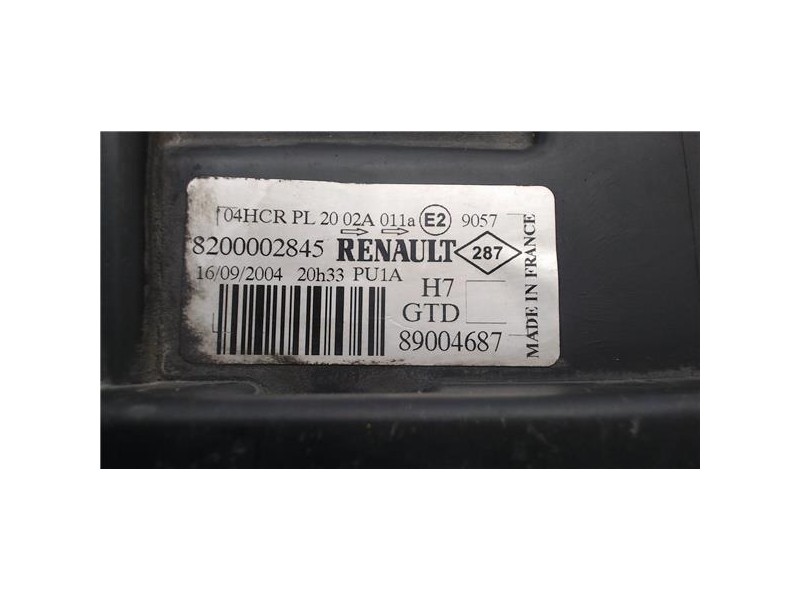 04HCR PL 20 02A 011a E2 9057
8200002845 RENAULT 287
16/09/2004 20h33 PU1A
H7
GTD
89004687
MADE IN FRANCE